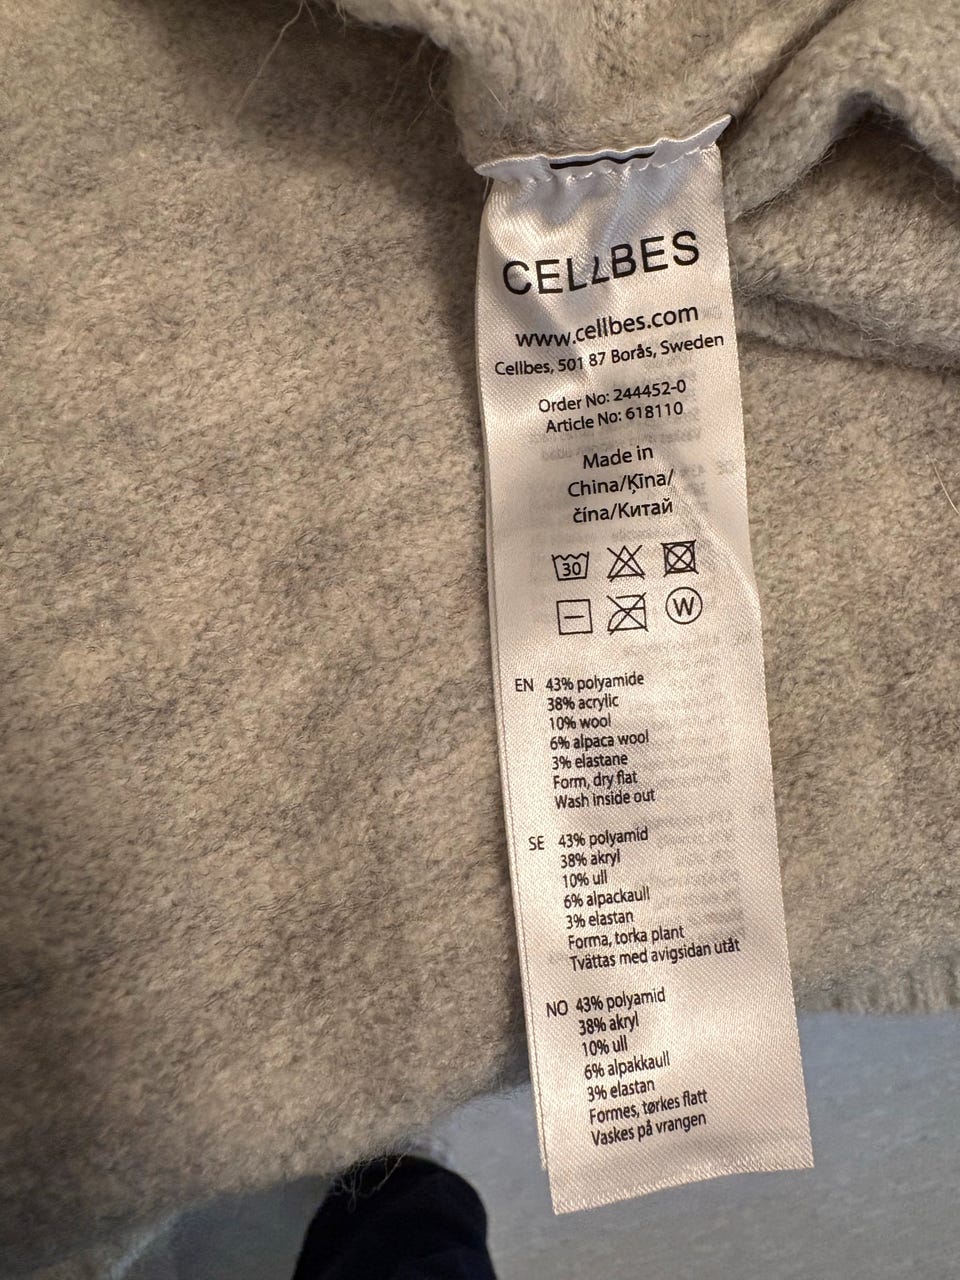 CELLBES
www.cellbes.com
Cellbes, 501 87 Borås, Sweden
Order No: 244452-0
Article No: 618110
Made in
China/Ķīna/
čína/Китай
30
W
EN 43% polyamide
38% acrylic
10% wool
6% alpaca wool
3% elastane
Form, dry flat
Wash inside out
SE 43% polyamid
38% akryl
10% ull
6% alpackaull
3% elastan
Forma, torka plant
Tvättas med avigsidan utåt
NO 43% polyamid
38% akryl
10% ull
6% alpakkaull
3% elastan
Formes, tørkes flatt
Vaskes på vrangen